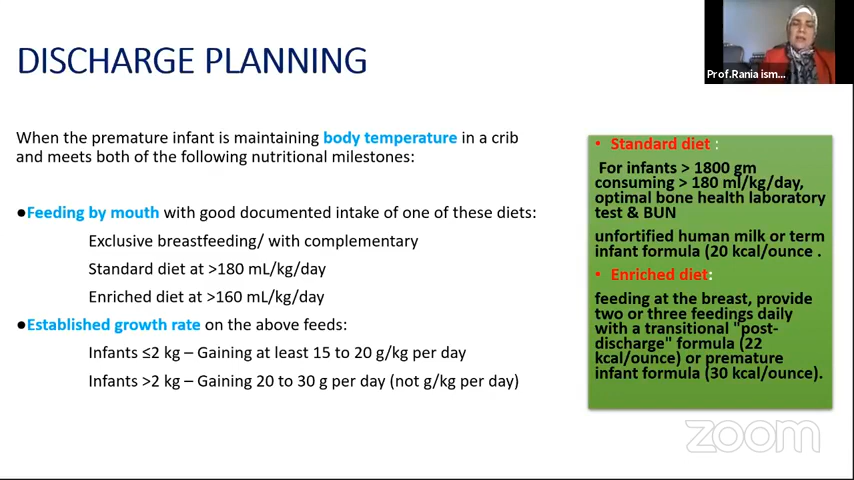 DISCHARGE PLANNING
Prof.Rania ism...
When the premature infant is maintaining body temperature in a crib
and meets both of the following nutritional milestones:
●Feeding by mouth with good documented intake of one of these diets:
Exclusive breastfeeding/ with complementary
Standard diet at >180 mL/kg/day
Enriched diet at >160 mL/kg/day
●Established growth rate on the above feeds:
Infants ≤2 kg – Gaining at least 15 to 20 g/kg per day
Infants >2 kg – Gaining 20 to 30 g per day (not g/kg per day)
• Standard diet :
For infants > 1800 gm
consuming > 180 ml/kg/day,
optimal bone health laboratory
test & BUN
unfortified human milk or term
infant formula (20 kcal/ounce .
• Enriched diet:
feeding at the breast, provide
two or three feedings daily
with a transitional "post-
discharge" formula (22
kcal/ounce) or premature
infant formula (30 kcal/ounce).
zoom